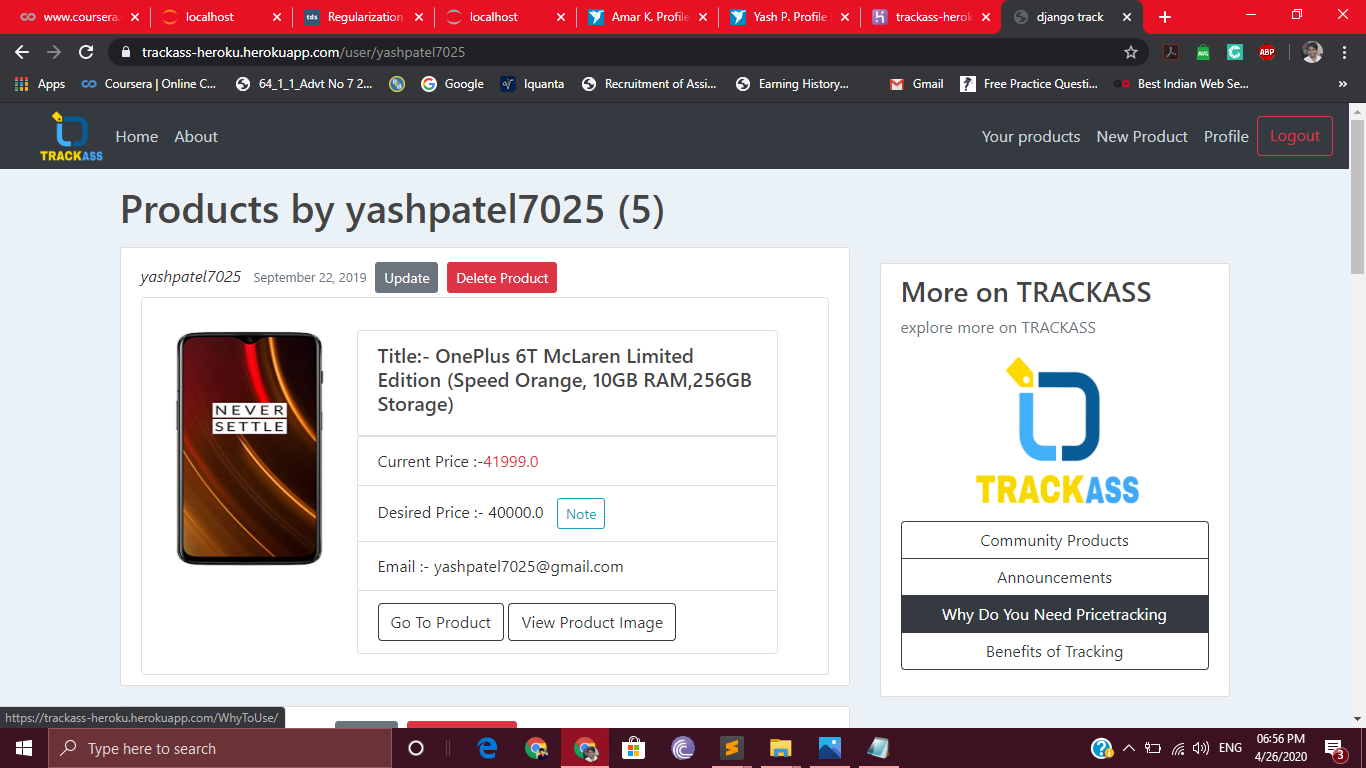 www.coursera.
localhost
tds Regularization
localhost
Amar K. Profile
Yash P. Profile
trackass-herok
django track
trackass-heroku.herokuapp.com/user/yashpatel7025
Apps
Coursera | Online C...
64_1_1_Advt No 7 2...
Google
Iquanta
Recruitment of Assi...
Earning History...
Gmail
Free Practice Questi...
Best Indian Web Se...
»
TRACKASS
Home
About
Your products
New Product
Profile
Logout
Products by yashpatel7025 (5)
yashpatel7025 September 22, 2019 Update Delete Product
NEVER
SETTLE
Title:- OnePlus 6T McLaren Limited
Edition (Speed Orange, 10GB RAM,256GB
Storage)
Current Price :-41999.0
Desired Price :- 40000.0 Note
Email :- yashpatel7025@gmail.com
Go To Product View Product Image
More on TRACKASS
explore more on TRACKASS
TRACKASS
Community Products
Announcements
Why Do You Need Pricetracking
Benefits of Tracking
https://trackass-heroku.herokuapp.com/WhyToUse/
Type here to search
ENG
06:56 PM
4/26/2020
3